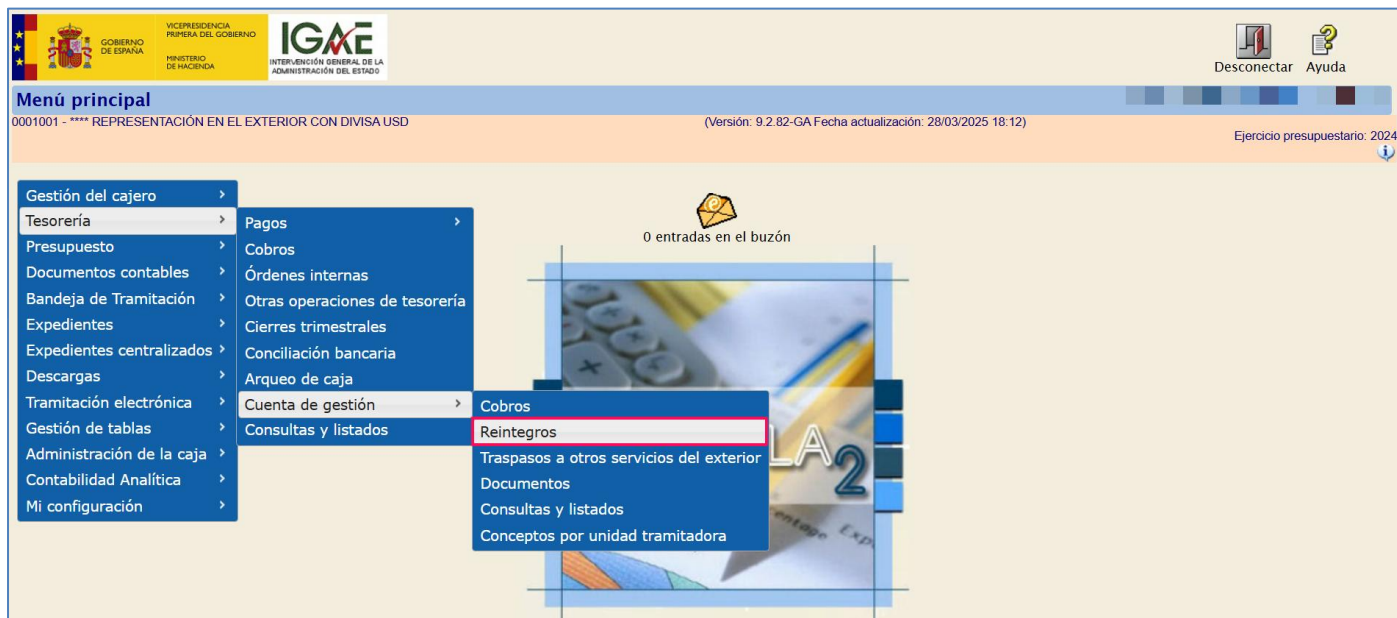 GOBIERNO
DE ESPAÑA
VICEPRESIDENCIA
PRIMERA DEL GOBIERNO
MINISTERIO
DE HACIENDA
IGAE
INTERVENCIÓN GENERAL DE LA
ADMINISTRACIÓN DEL ESTADO
Desconectar
Ayuda
Menú principal
0001001 - **** REPRESENTACIÓN EN EL EXTERIOR CON DIVISA USD
(Versión: 9.2.82-GA Fecha actualización: 28/03/2025 18:12)
Ejercicio presupuestario: 2024
Gestión del cajero
Tesorería
Presupuesto
Documentos contables
Bandeja de Tramitación
Expedientes
Expedientes centralizados
Descargas
Tramitación electrónica
Gestión de tablas
Administración de la caja
Contabilidad Analítica
Mi configuración
Pagos
Cobros
Órdenes internas
Otras operaciones de tesorería
Cierres trimestrales
Conciliación bancaria
Arqueo de caja
Cuenta de gestión
Consultas y listados
Cobros
Reintegros
Traspasos a otros servicios del exterior
Documentos
Consultas y listados
Conceptos por unidad tramitadora
0 entradas en el buzón
LA2